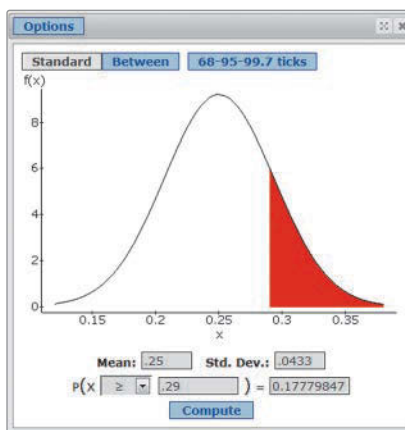 Options
Standard Between 68-95-99.7 ticks
f(x)
8
6
4
2
0
0.15 0.2 0.25 0.3 0.35
x
Mean: .25 Std. Dev.: .0433
P(X ≥ .29 ) = 0.17779847
Compute